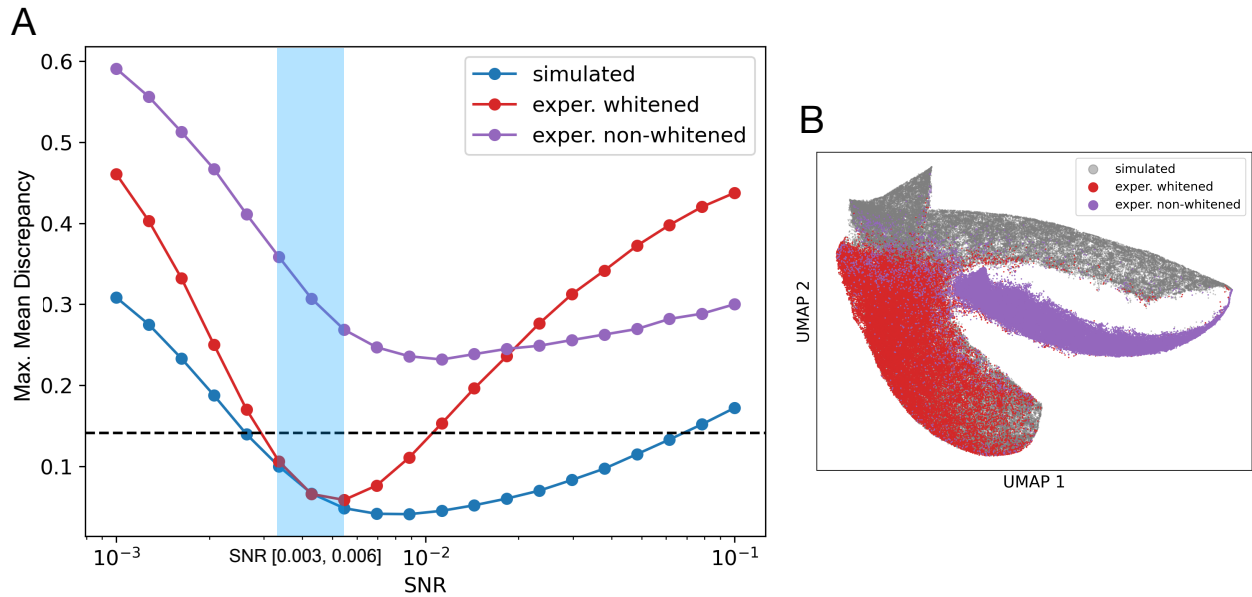 A
Max. Mean Discrepancy
0.6
0.5
0.4
0.3
0.2
0.1
simulated
exper. whitened
exper. non-whitened
10⁻³
SNR [0.003, 0.006]
10⁻²
10⁻¹
SNR
B
simulated
exper. whitened
exper. non-whitened
UMAP 2
UMAP 1